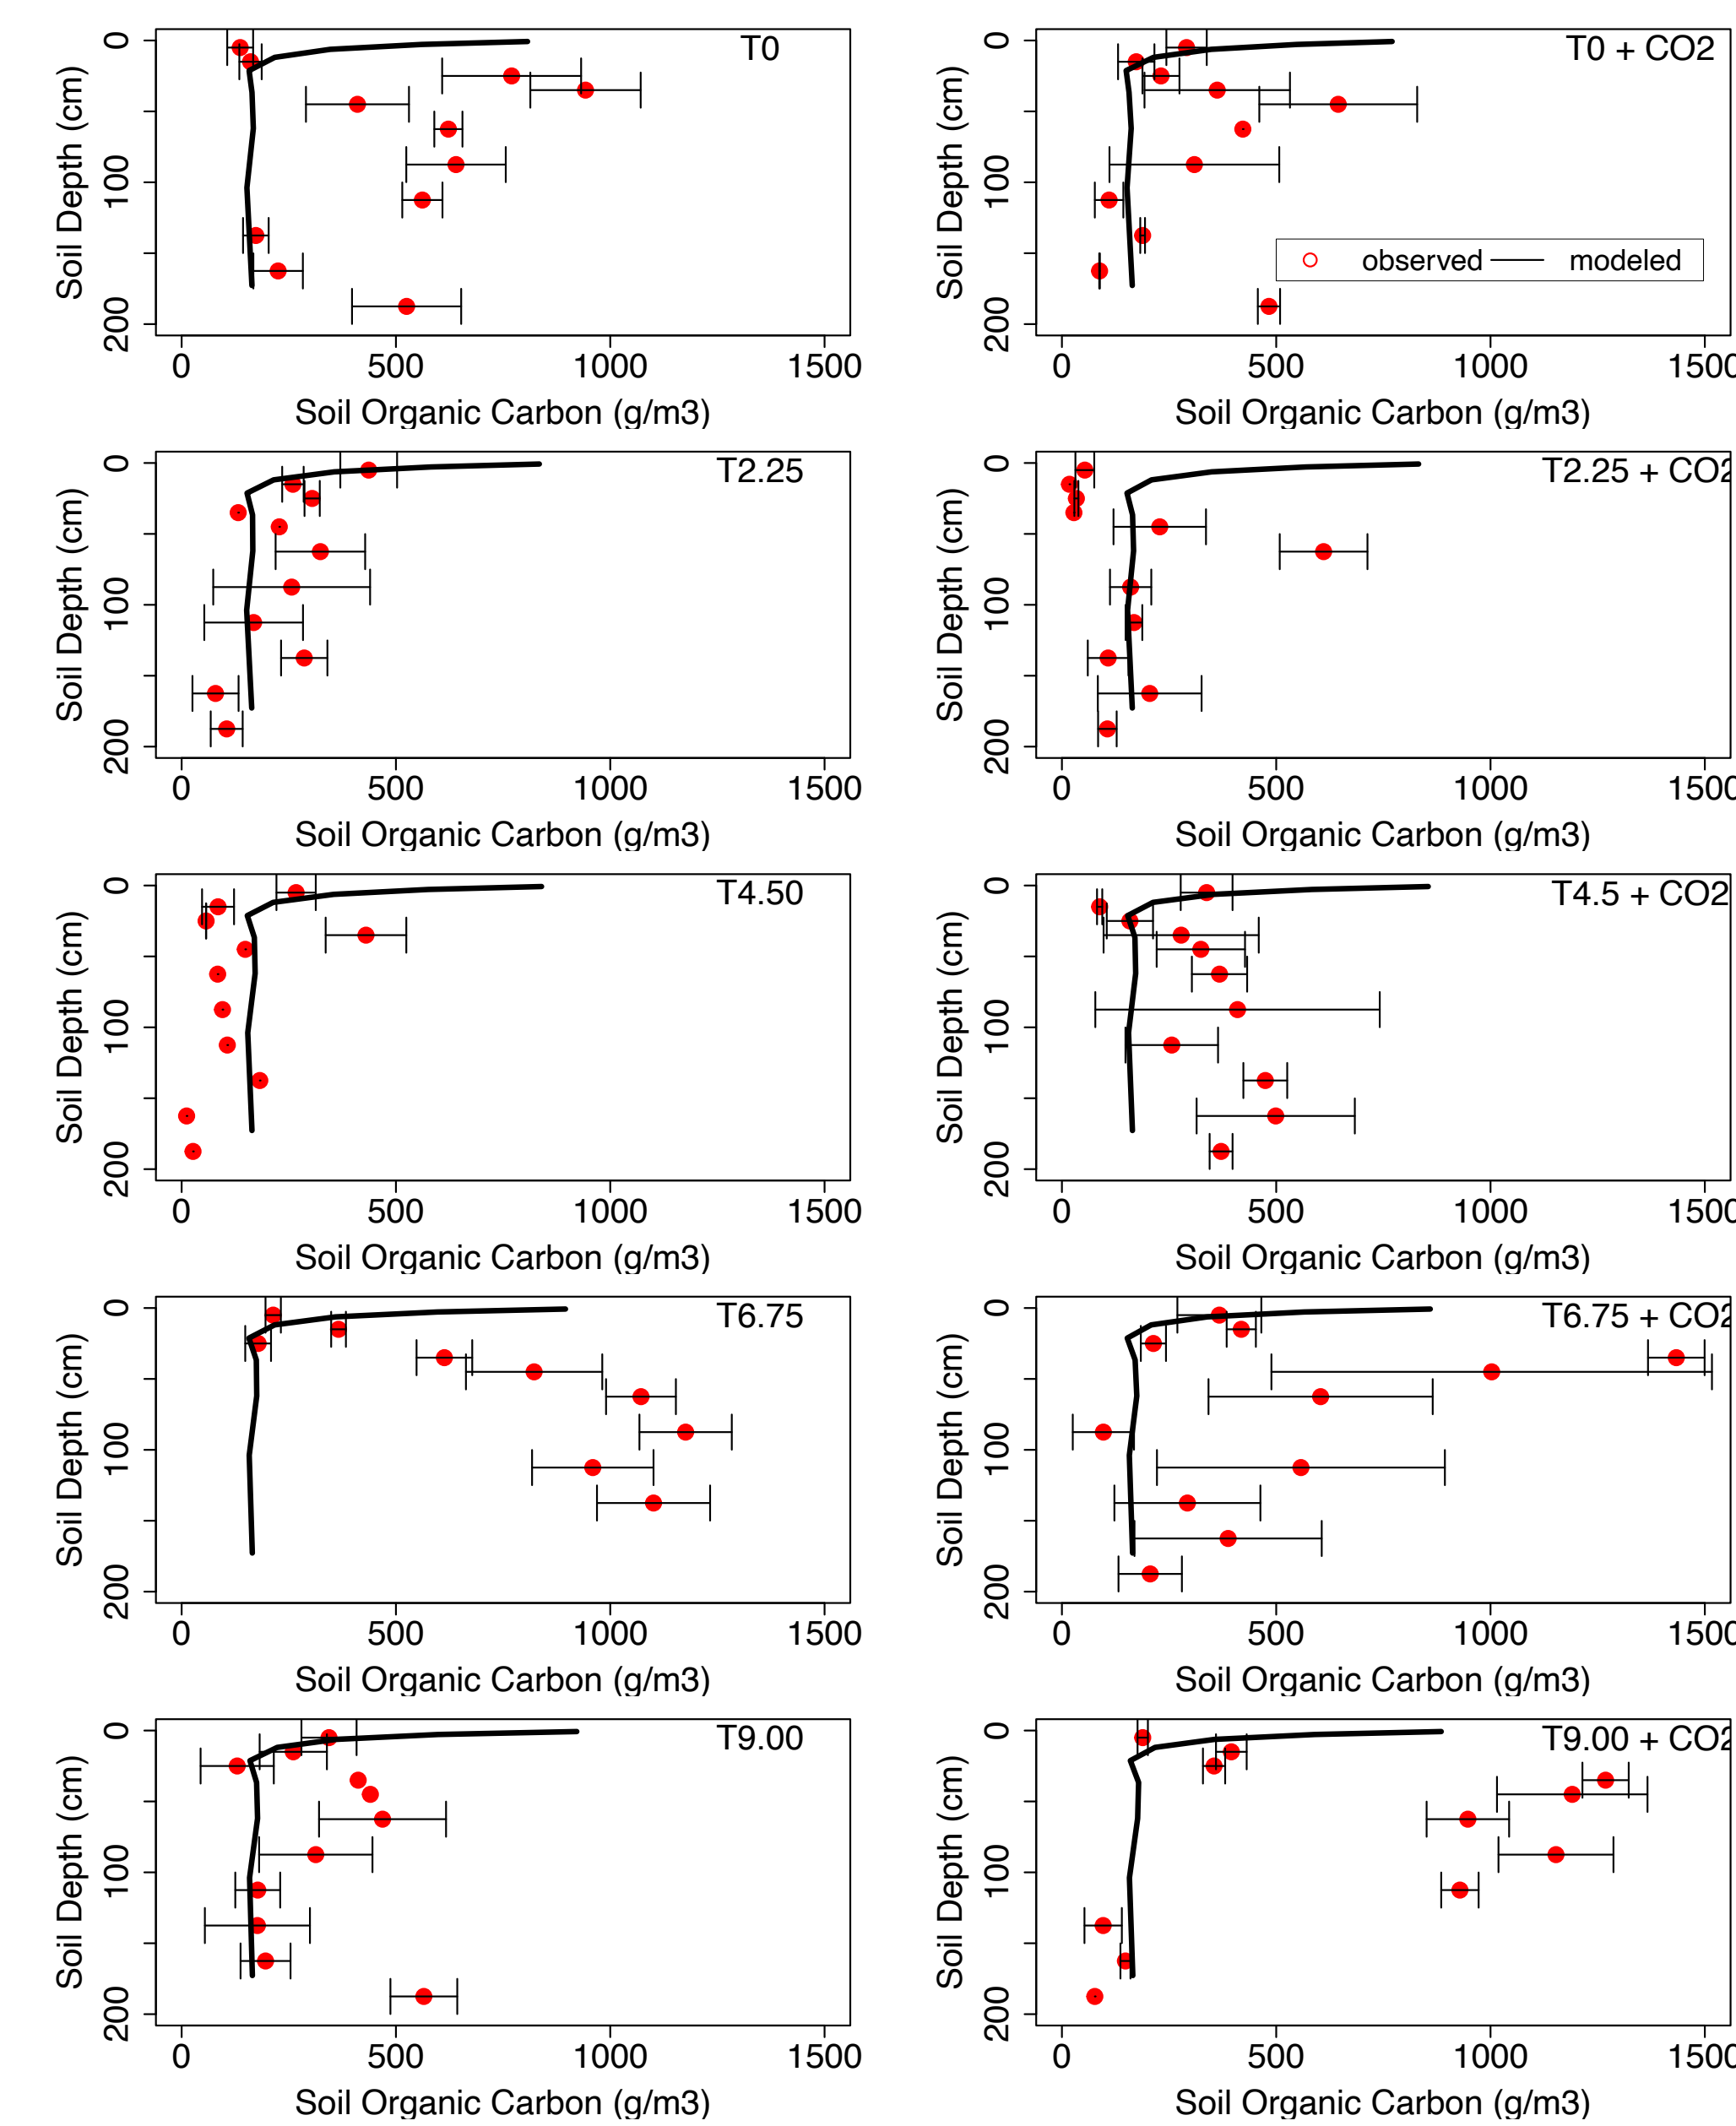 T0
0
100
200
Soil Depth (cm)
0 500 1000 1500
Soil Organic Carbon (g/m3)
T0 + CO2
0
100
200
Soil Depth (cm)
observed modeled
0 500 1000 1500
Soil Organic Carbon (g/m3)
T2.25
0
100
200
Soil Depth (cm)
0 500 1000 1500
Soil Organic Carbon (g/m3)
T2.25 + CO2
0
100
200
Soil Depth (cm)
0 500 1000 1500
Soil Organic Carbon (g/m3)
T4.50
0
100
200
Soil Depth (cm)
0 500 1000 1500
Soil Organic Carbon (g/m3)
T4.5 + CO2
0
100
200
Soil Depth (cm)
0 500 1000 1500
Soil Organic Carbon (g/m3)
T6.75
0
100
200
Soil Depth (cm)
0 500 1000 1500
Soil Organic Carbon (g/m3)
T6.75 + CO2
0
100
200
Soil Depth (cm)
0 500 1000 1500
Soil Organic Carbon (g/m3)
T9.00
0
100
200
Soil Depth (cm)
0 500 1000 1500
Soil Organic Carbon (g/m3)
T9.00 + CO2
0
100
200
Soil Depth (cm)
0 500 1000 1500
Soil Organic Carbon (g/m3)